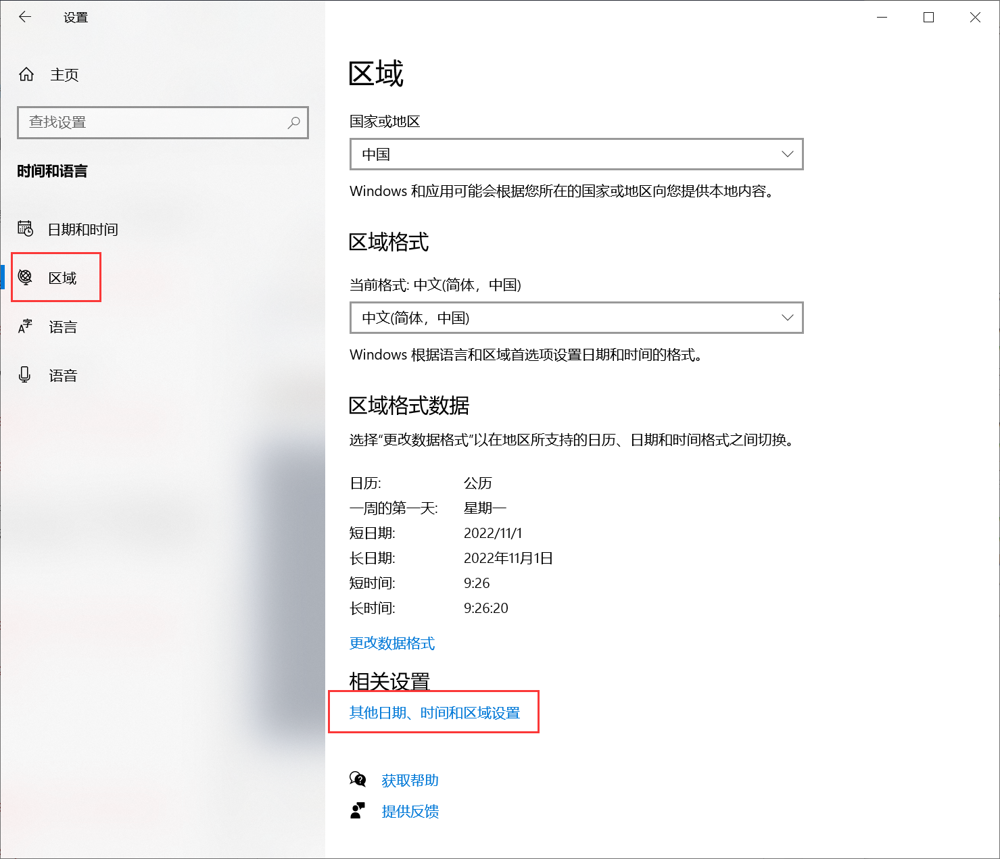 设置
主页
查找设置
时间和语言
日期和时间
区域
语言
语音
区域
国家或地区
中国
Windows 和应用可能会根据您所在的国家或地区向您提供本地内容。
区域格式
当前格式: 中文(简体，中国)
中文(简体，中国)
Windows 根据语言和区域首选项设置日期和时间的格式。
区域格式数据
选择“更改数据格式”以在地区所支持的日历、日期和时间格式之间切换。
日历: 公历
一周的第一天: 星期一
短日期: 2022/11/1
长日期: 2022年11月1日
短时间: 9:26
长时间: 9:26:20
更改数据格式
相关设置
其他日期、时间和区域设置
获取帮助
提供反馈